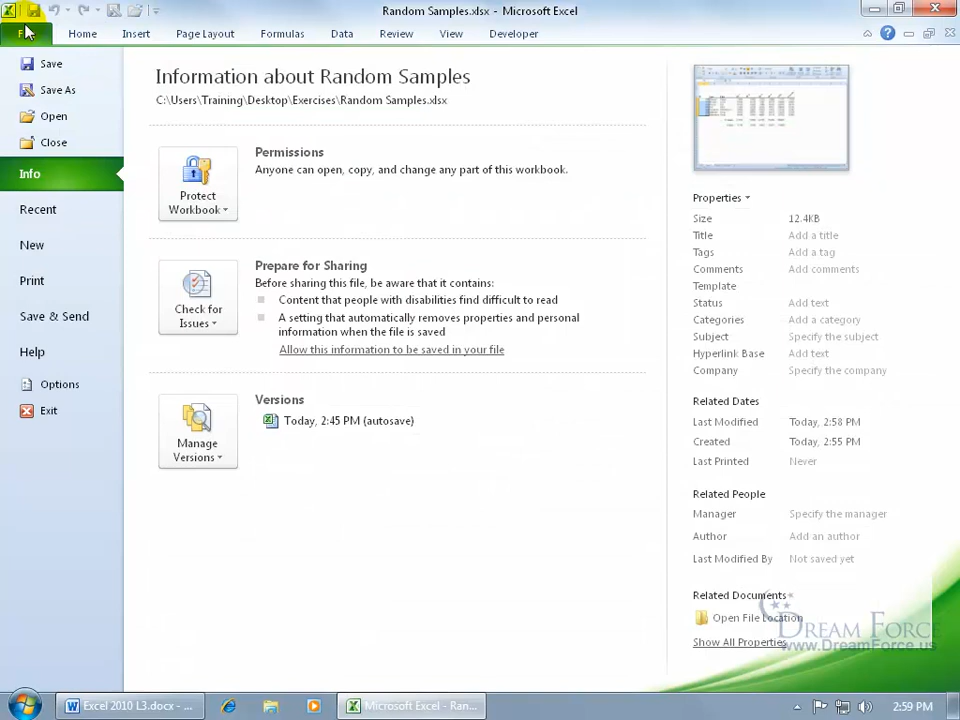 Random Samples.xlsx - Microsoft Excel
Home Insert Page Layout Formulas Data Review View Developer
Save
Save As
Open
Close
Info
Recent
New
Print
Save & Send
Help
Options
Exit
Information about Random Samples
C:\Users\Training\Desktop\Exercises\Random Samples.xlsx
Protect
Workbook
Permissions
Anyone can open, copy, and change any part of this workbook.
Check for
Issues
Prepare for Sharing
Before sharing this file, be aware that it contains:
Content that people with disabilities find difficult to read
A setting that automatically removes properties and personal
information when the file is saved
Allow this information to be saved in your file
Manage
Versions
Versions
Today, 2:45 PM (autosave)
Properties
Size 12.4KB
Title Add a title
Tags Add a tag
Comments Add comments
Template
Status Add text
Categories Add a category
Subject Specify the subject
Hyperlink Base Add text
Company Specify the company
Related Dates
Last Modified Today, 2:58 PM
Created Today, 2:55 PM
Last Printed Never
Related People
Manager Specify the manager
Author Add an author
Last Modified By Not saved yet
Related Documents
Open File Location
Show All Properties
DREAM FORCE
www.DreamForce.us
Excel 2010 L3.docx - ...
Microsoft Excel - Ran...
2:59 PM